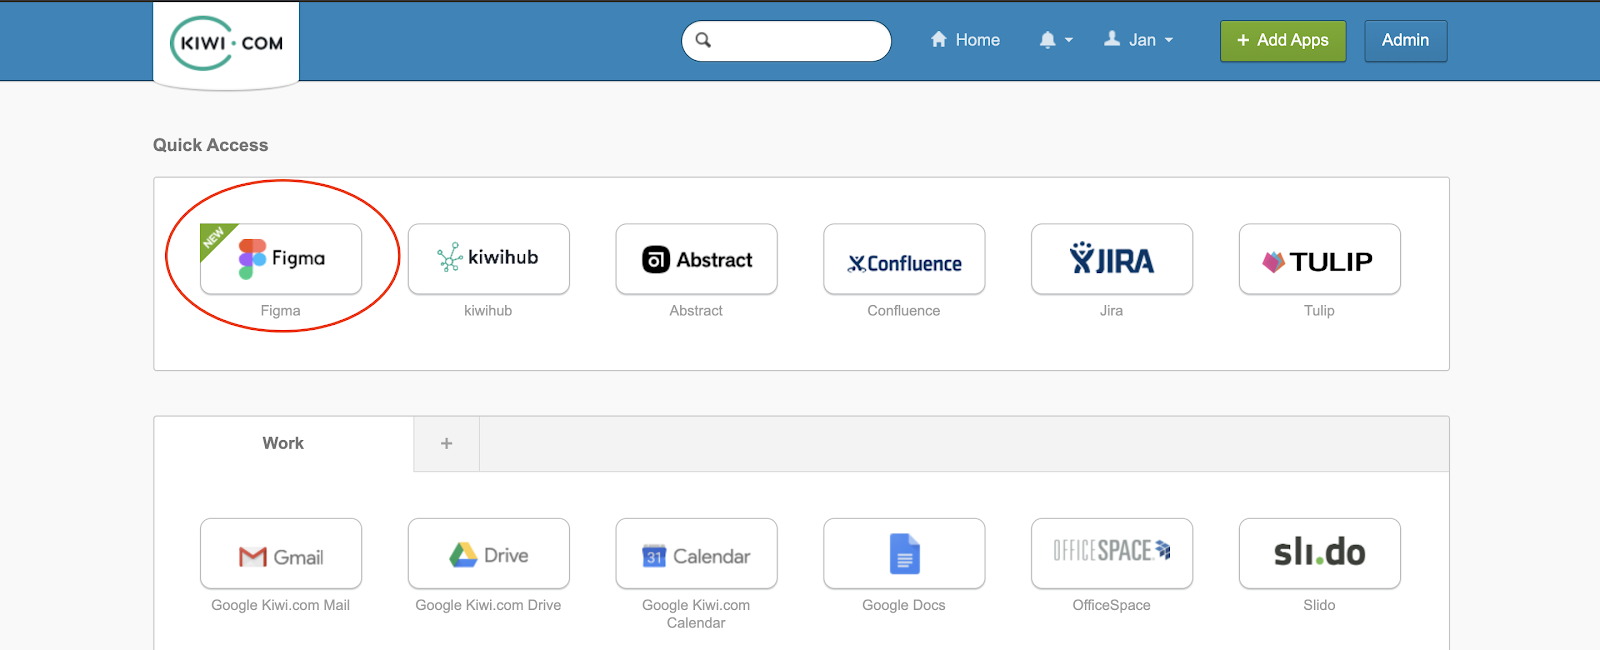 KIWI·COM
Home
Jan
+ Add Apps
Admin
Quick Access
NEW
Figma
kiwihub
Abstract
Confluence
JIRA
TULIP
Figma
kiwihub
Abstract
Confluence
Jira
Tulip
Work
+
Gmail
Drive
31 Calendar
OFFICESPACE
sli.do
Google Kiwi.com Mail
Google Kiwi.com Drive
Google Kiwi.com
Calendar
Google Docs
OfficeSpace
Slido